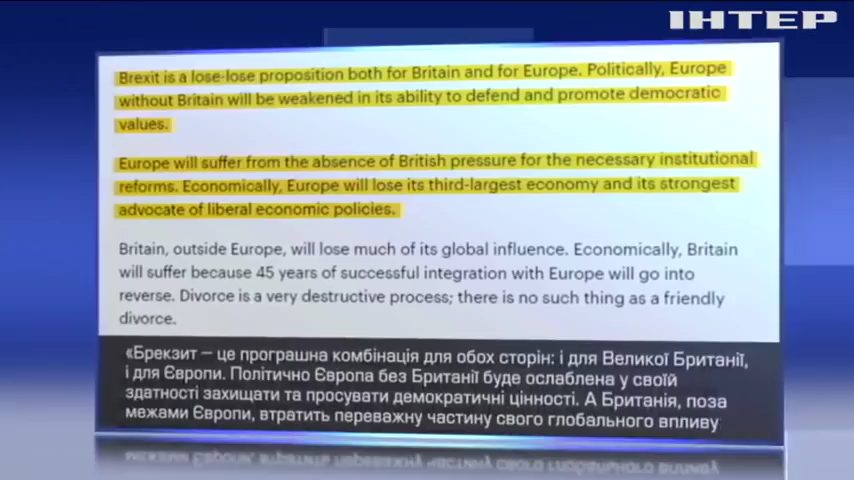 ІНТЕР
Brexit is a lose-lose proposition both for Britain and for Europe. Politically, Europe
without Britain will be weakened in its ability to defend and promote democratic
values.
Europe will suffer from the absence of British pressure for the necessary institutional
reforms. Economically, Europe will lose its third-largest economy and its strongest
advocate of liberal economic policies.
Britain, outside Europe, will lose much of its global influence. Economically, Britain
will suffer because 45 years of successful integration with Europe will go into
reverse. Divorce is a very destructive process; there is no such thing as a friendly
divorce.
«Брекзит — це програшна комбінація для обох сторін: і для Великої Британії,
і для Європи. Політично Європа без Британії буде ослаблена у своїй
здатності захищати та просувати демократичні цінності. А Британія, поза
межами Європи, втратить переважну частину свого глобального впливу